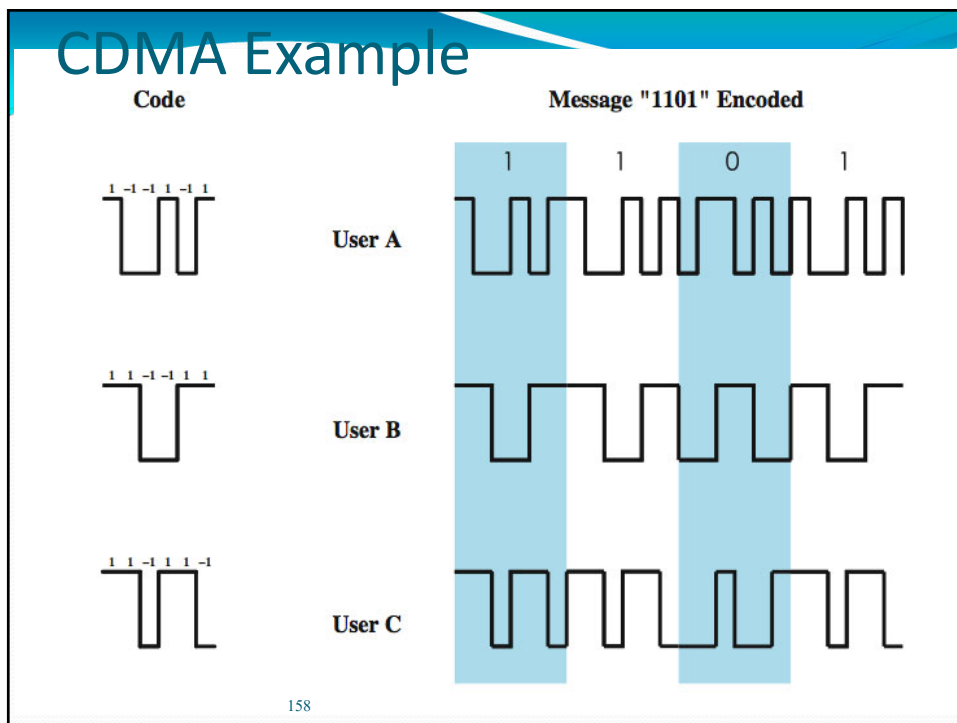 CDMA Example
Code Message "1101" Encoded
1 1 0 1
1 -1 -1 1 -1 1
User A
1 1 -1 -1 1 1
User B
1 1 -1 1 1 -1
User C
158